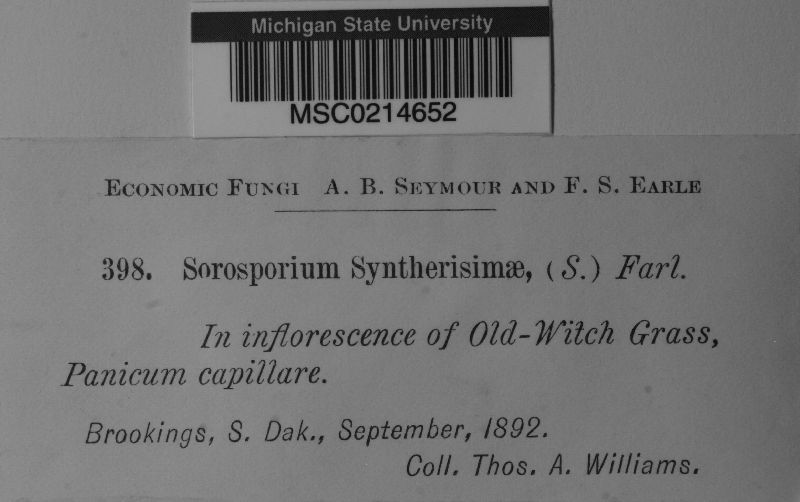 Michigan State University
MSC0214652
Economic Fungi A. B. Seymour and F. S. Earle
398. Sorosporium Syntherisimæ, (S.) Farl.
In inflorescence of Old-Witch Grass,
Panicum capillare.
Brookings, S. Dak., September, 1892.
Coll. Thos. A. Williams.